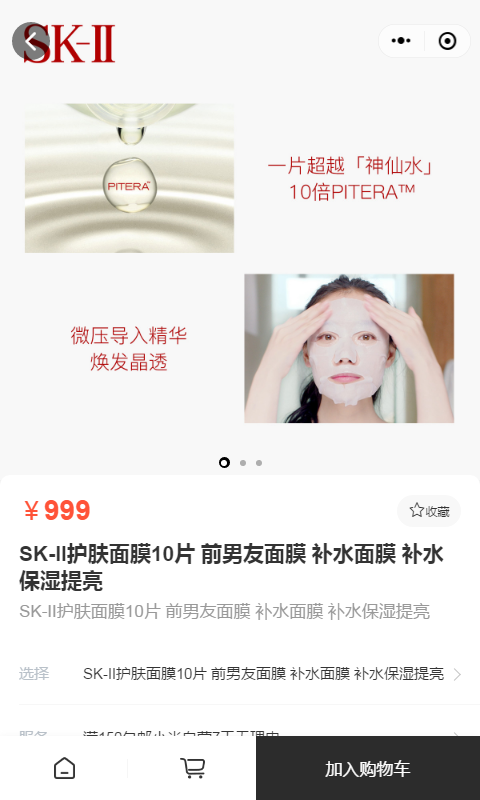 SK-II
PITERA™
一片超越「神仙水」
10倍PITERA™
微压导入精华
焕发晶透
￥999
收藏
SK-II护肤面膜10片 前男友面膜 补水面膜 补水
保湿提亮
SK-II护肤面膜10片 前男友面膜 补水面膜 补水保湿提亮
选择
SK-II护肤面膜10片 前男友面膜 补水面膜 补水保湿提亮
加入购物车